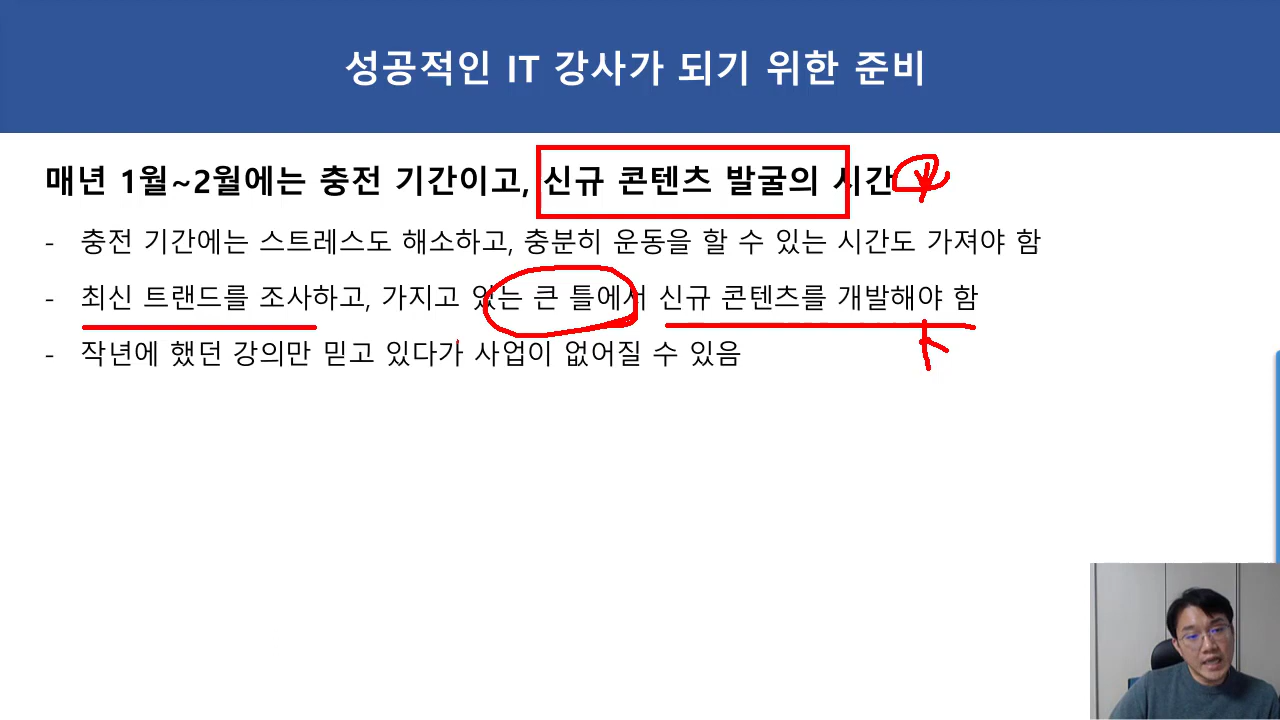 성공적인 IT 강사가 되기 위한 준비
매년 1월~2월에는 충전 기간이고, 신규 콘텐츠 발굴의 시간
- 충전 기간에는 스트레스도 해소하고, 충분히 운동을 할 수 있는 시간도 가져야 함
- 최신 트랜드를 조사하고, 가지고 있는 큰 틀에서 신규 콘텐츠를 개발해야 함
- 작년에 했던 강의만 믿고 있다가 사업이 없어질 수 있음